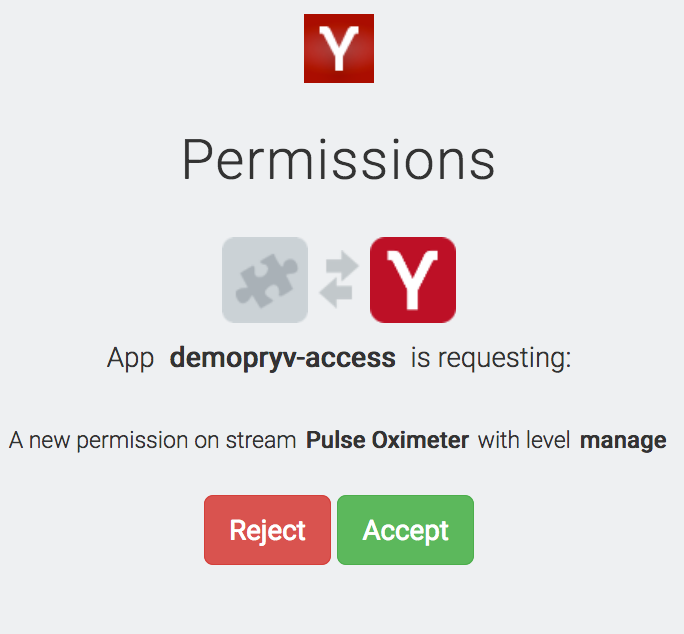 Y
Permissions
Y
App demopryv-access is requesting:
A new permission on stream Pulse Oximeter with level manage
Reject Accept